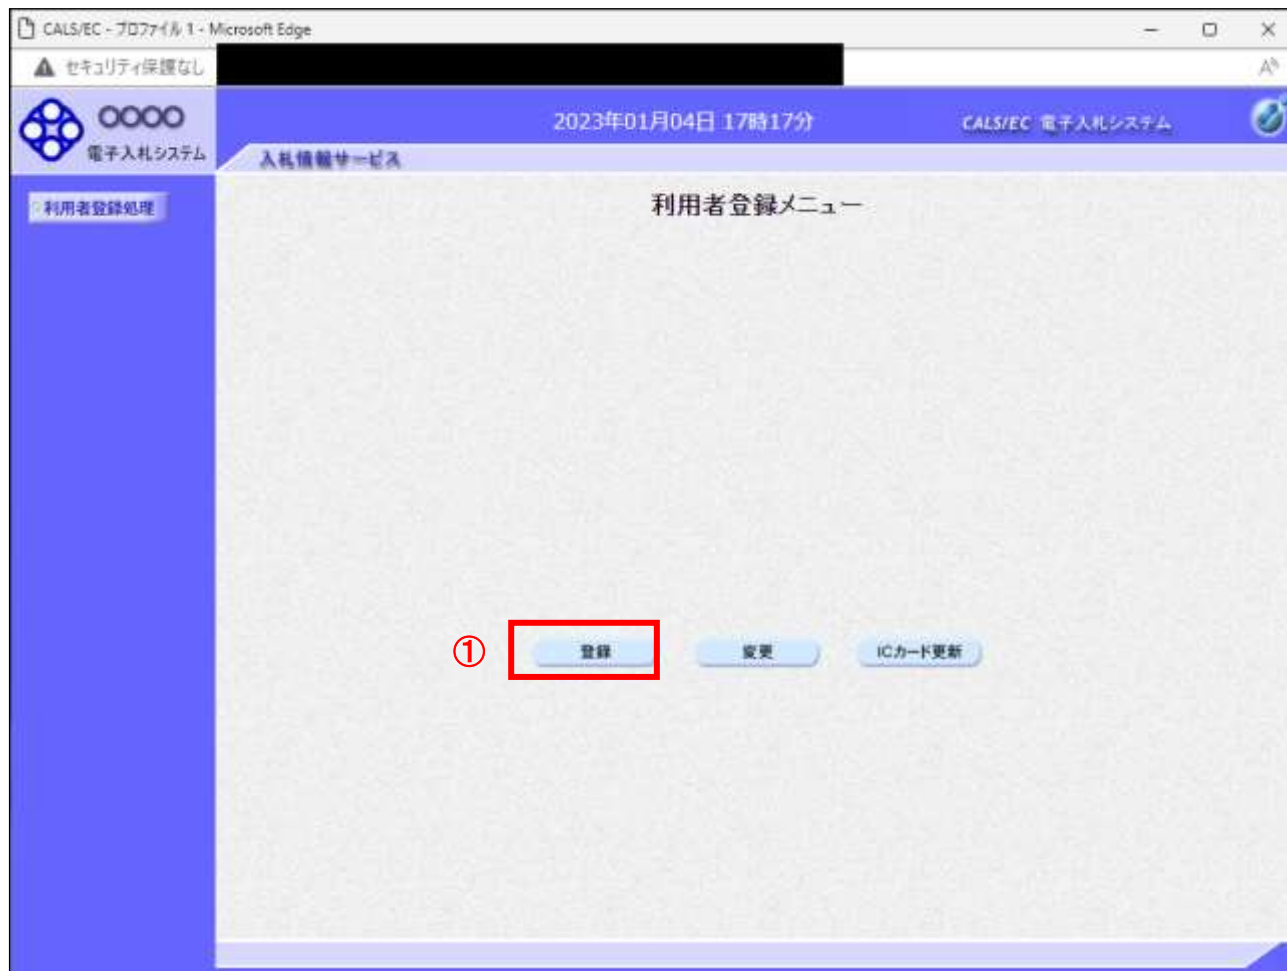 CALS/EC - プロファイル 1 - Microsoft Edge
セキュリティ保護なし
〇〇〇〇
電子入札システム
2023年01月04日 17時17分
CALS/EC 電子入札システム
入札情報サービス
利用者登録処理
利用者登録メニュー
① 登録 変更 ICカード更新